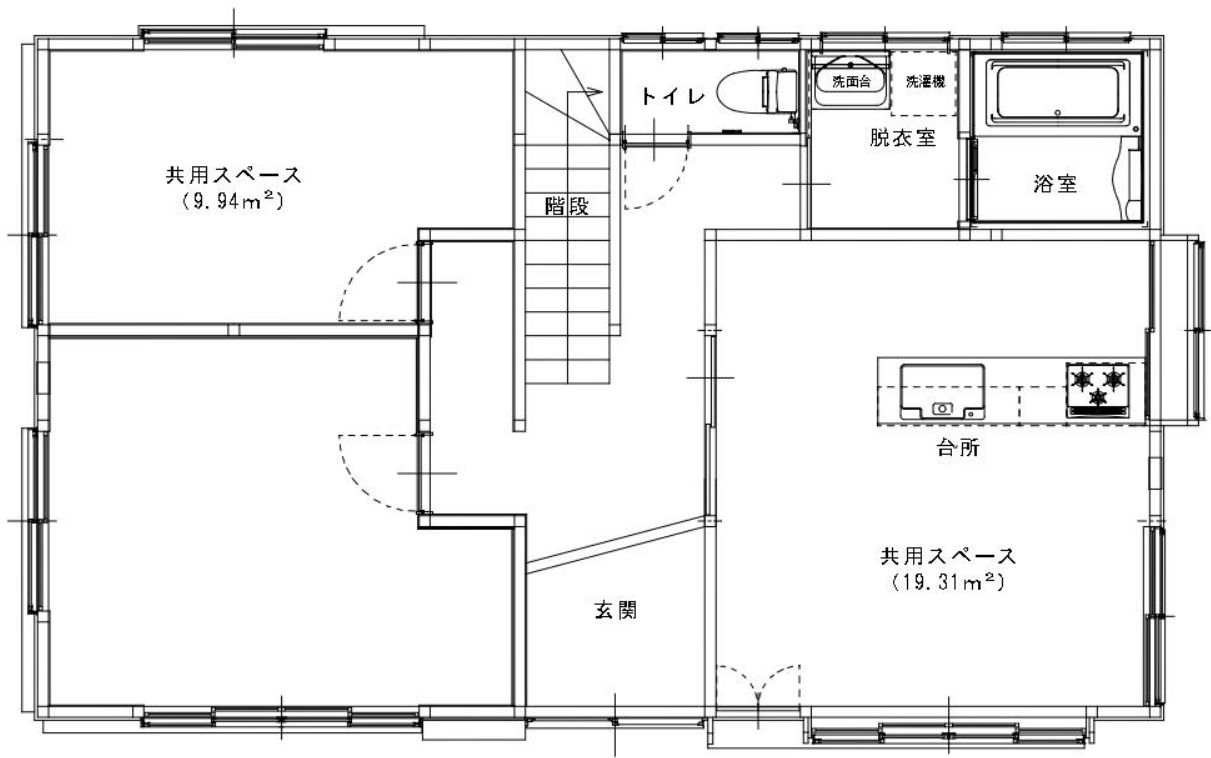 トイレ
洗面台
洗濯機
脱衣室
共用スペース
(9.94m²)
浴室
階段
台所
共用スペース
(19.31m²)
玄関